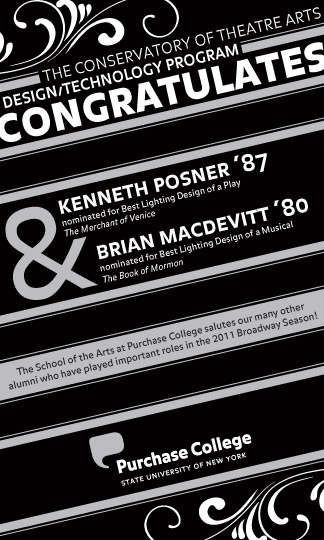 THE CONSERVATORY OF THEATRE ARTS
DESIGN/TECHNOLOGY PROGRAM
CONGRATULATES
KENNETH POSNER ’87
nominated for Best Lighting Design of a Play
The Merchant of Venice
&
BRIAN MACDEVITT ’80
nominated for Best Lighting Design of a Musical
The Book of Mormon
The School of the Arts at Purchase College salutes our many other
alumni who have played important roles in the 2011 Broadway Season!
Purchase College
STATE UNIVERSITY OF NEW YORK